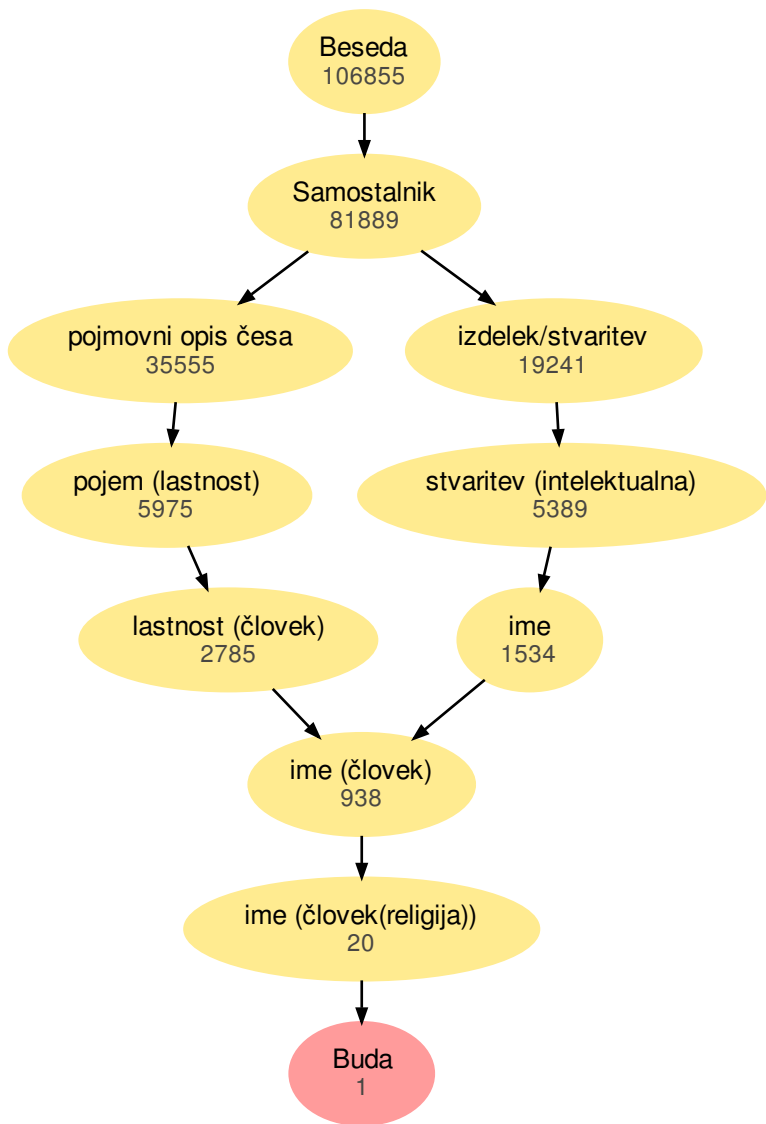 Beseda
106855
Samostalnik
81889
pojmovni opis česa
35555
izdelek/stvaritev
19241
pojem (lastnost)
5975
stvaritev (intelektualna)
5389
lastnost (človek)
2785
ime
1534
ime (človek)
938
ime (človek(religija))
20
Buda
1